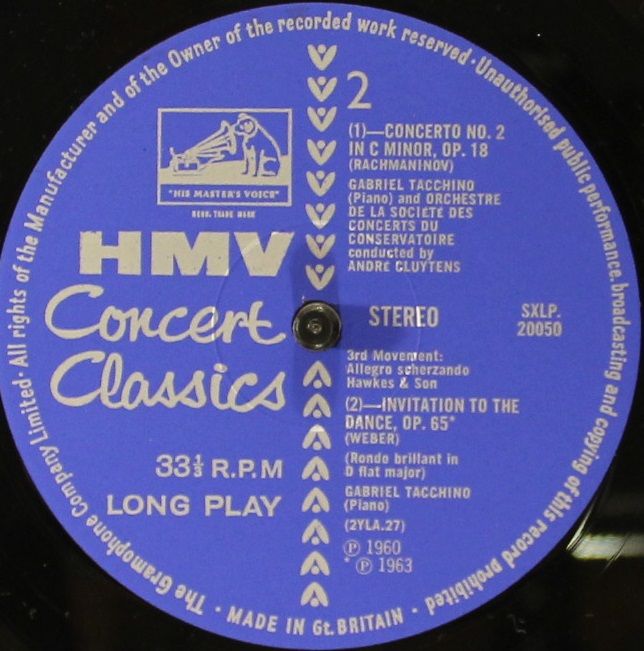 The Gramophone Company Limited · All rights of the Manufacturer and of the Owner of the recorded work reserved · Unauthorised public performance, broadcasting and copying of this record prohibited
· MADE IN Gt. BRITAIN ·
"HIS MASTER'S VOICE"
REGD. TRADE MARK
HMV
Concert
Classics
33⅓ R.P.M
LONG PLAY
2
(1)—CONCERTO NO. 2
IN C MINOR, OP. 18
(RACHMANINOV)
GABRIEL TACCHINO
(Piano) and ORCHESTRE
DE LA SOCIETÉ DES
CONCERTS DU
CONSERVATOIRE
conducted by
ANDRÉ CLUYTENS
STEREO
SXLP.
20050
3rd Movement:
Allegro scherzando
Hawkes & Son
(2)—INVITATION TO THE
DANCE, OP. 65*
(WEBER)
(Rondo brillant in
D flat major)
GABRIEL TACCHINO
(Piano)
(2YLA.27)
℗ 1960
* ℗ 1963